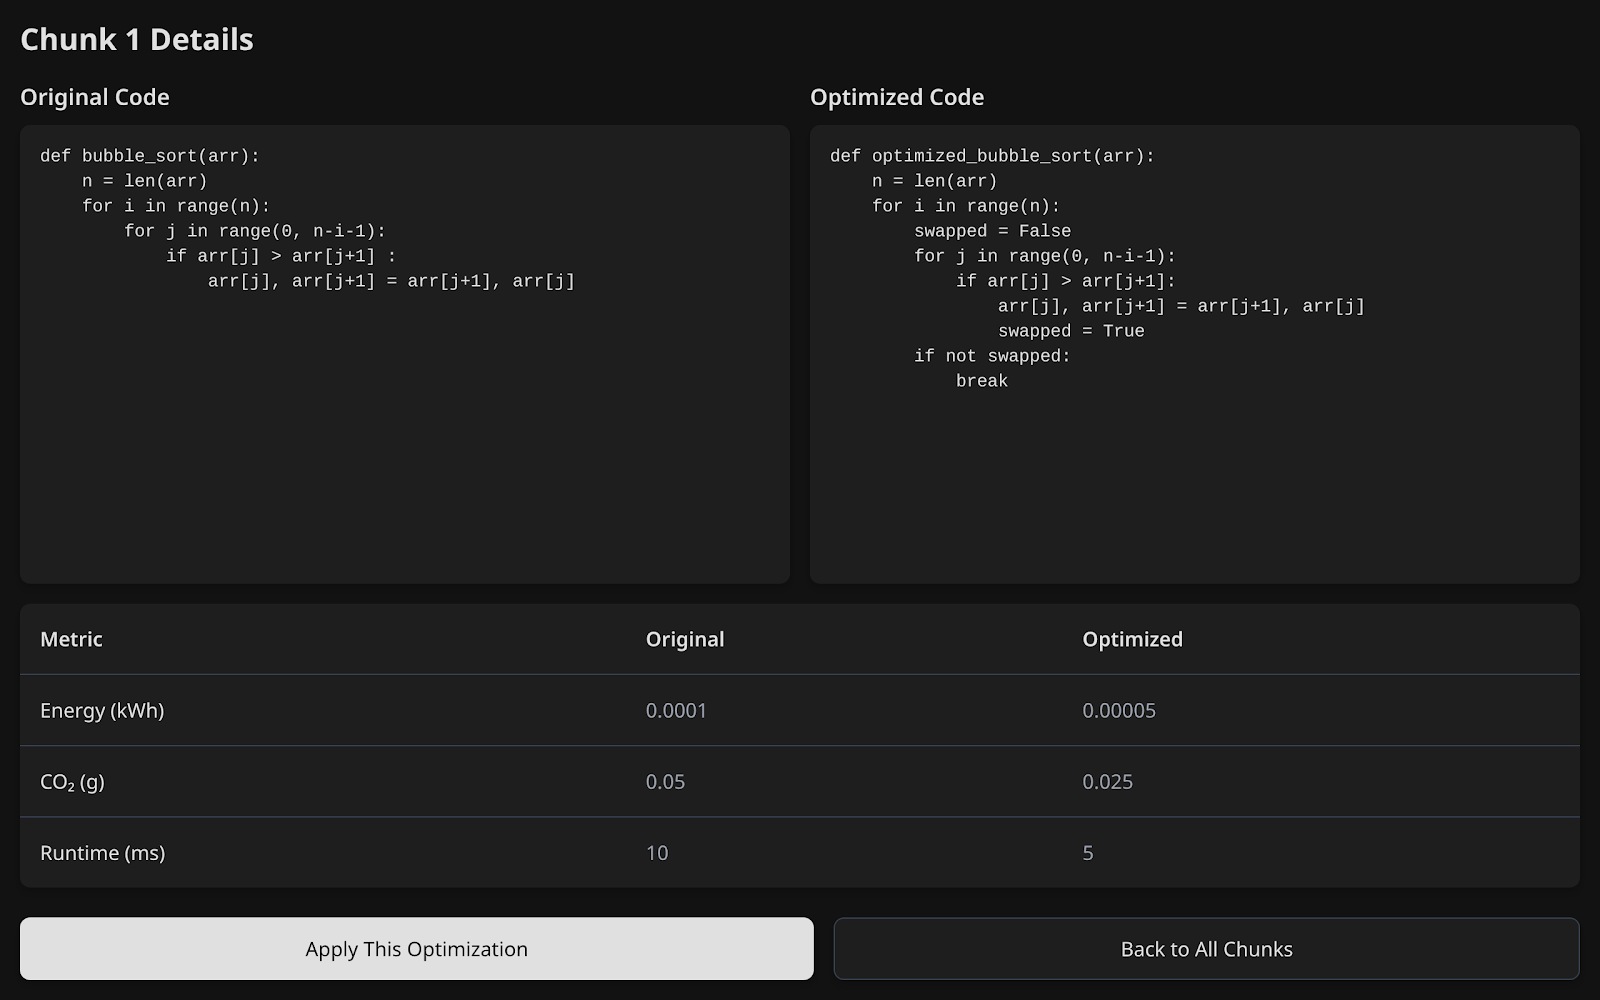 Chunk 1 Details
Original Code
def bubble_sort(arr):
    n = len(arr)
    for i in range(n):
        for j in range(0, n-i-1):
            if arr[j] > arr[j+1] :
                arr[j], arr[j+1] = arr[j+1], arr[j]
Optimized Code
def optimized_bubble_sort(arr):
    n = len(arr)
    for i in range(n):
        swapped = False
        for j in range(0, n-i-1):
            if arr[j] > arr[j+1]:
                arr[j], arr[j+1] = arr[j+1], arr[j]
                swapped = True
        if not swapped:
            break
Metric Original Optimized
Energy (kWh) 0.0001 0.00005
CO₂ (g) 0.05 0.025
Runtime (ms) 10 5
Apply This Optimization
Back to All Chunks